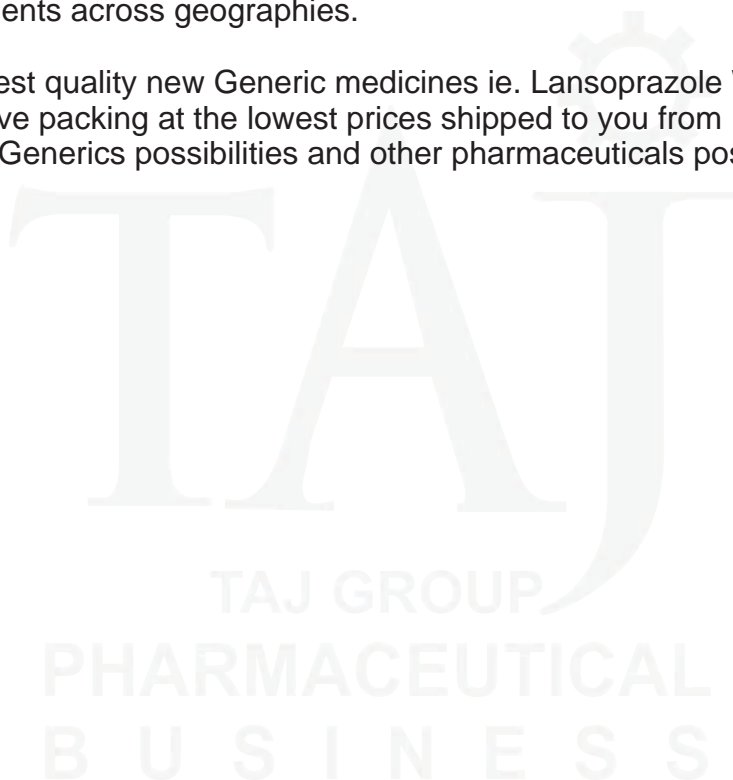 ents across geographies.
est quality new Generic medicines ie. Lansoprazole
ve packing at the lowest prices shipped to you from
Generics possibilities and other pharmaceuticals pos
TAJ
TAJ GROUP
PHARMACEUTICAL
BUSINESS